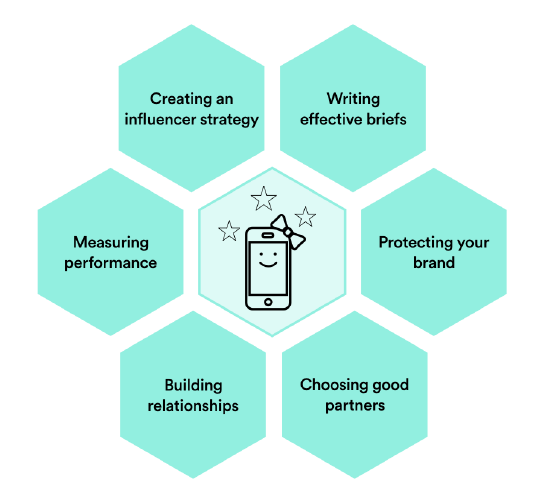 Creating an
influencer strategy
Writing
effective briefs
Measuring
performance
Protecting your
brand
Building
relationships
Choosing good
partners